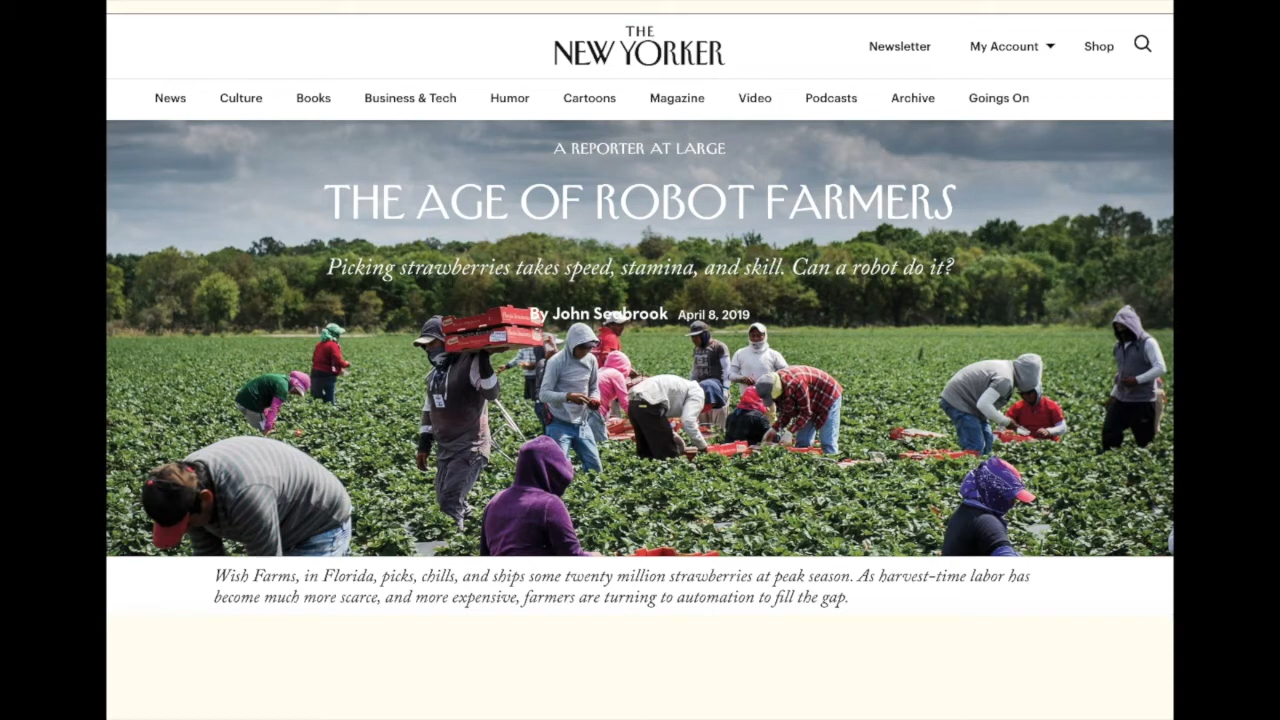 THE
NEW YORKER
Newsletter My Account Shop
News Culture Books Business & Tech Humor Cartoons Magazine Video Podcasts Archive Goings On
A REPORTER AT LARGE
THE AGE OF ROBOT FARMERS
Picking strawberries takes speed, stamina, and skill. Can a robot do it?
By John Seabrook April 8, 2019
Wish Farms, in Florida, picks, chills, and ships some twenty million strawberries at peak season. As harvest-time labor has
become much more scarce, and more expensive, farmers are turning to automation to fill the gap.